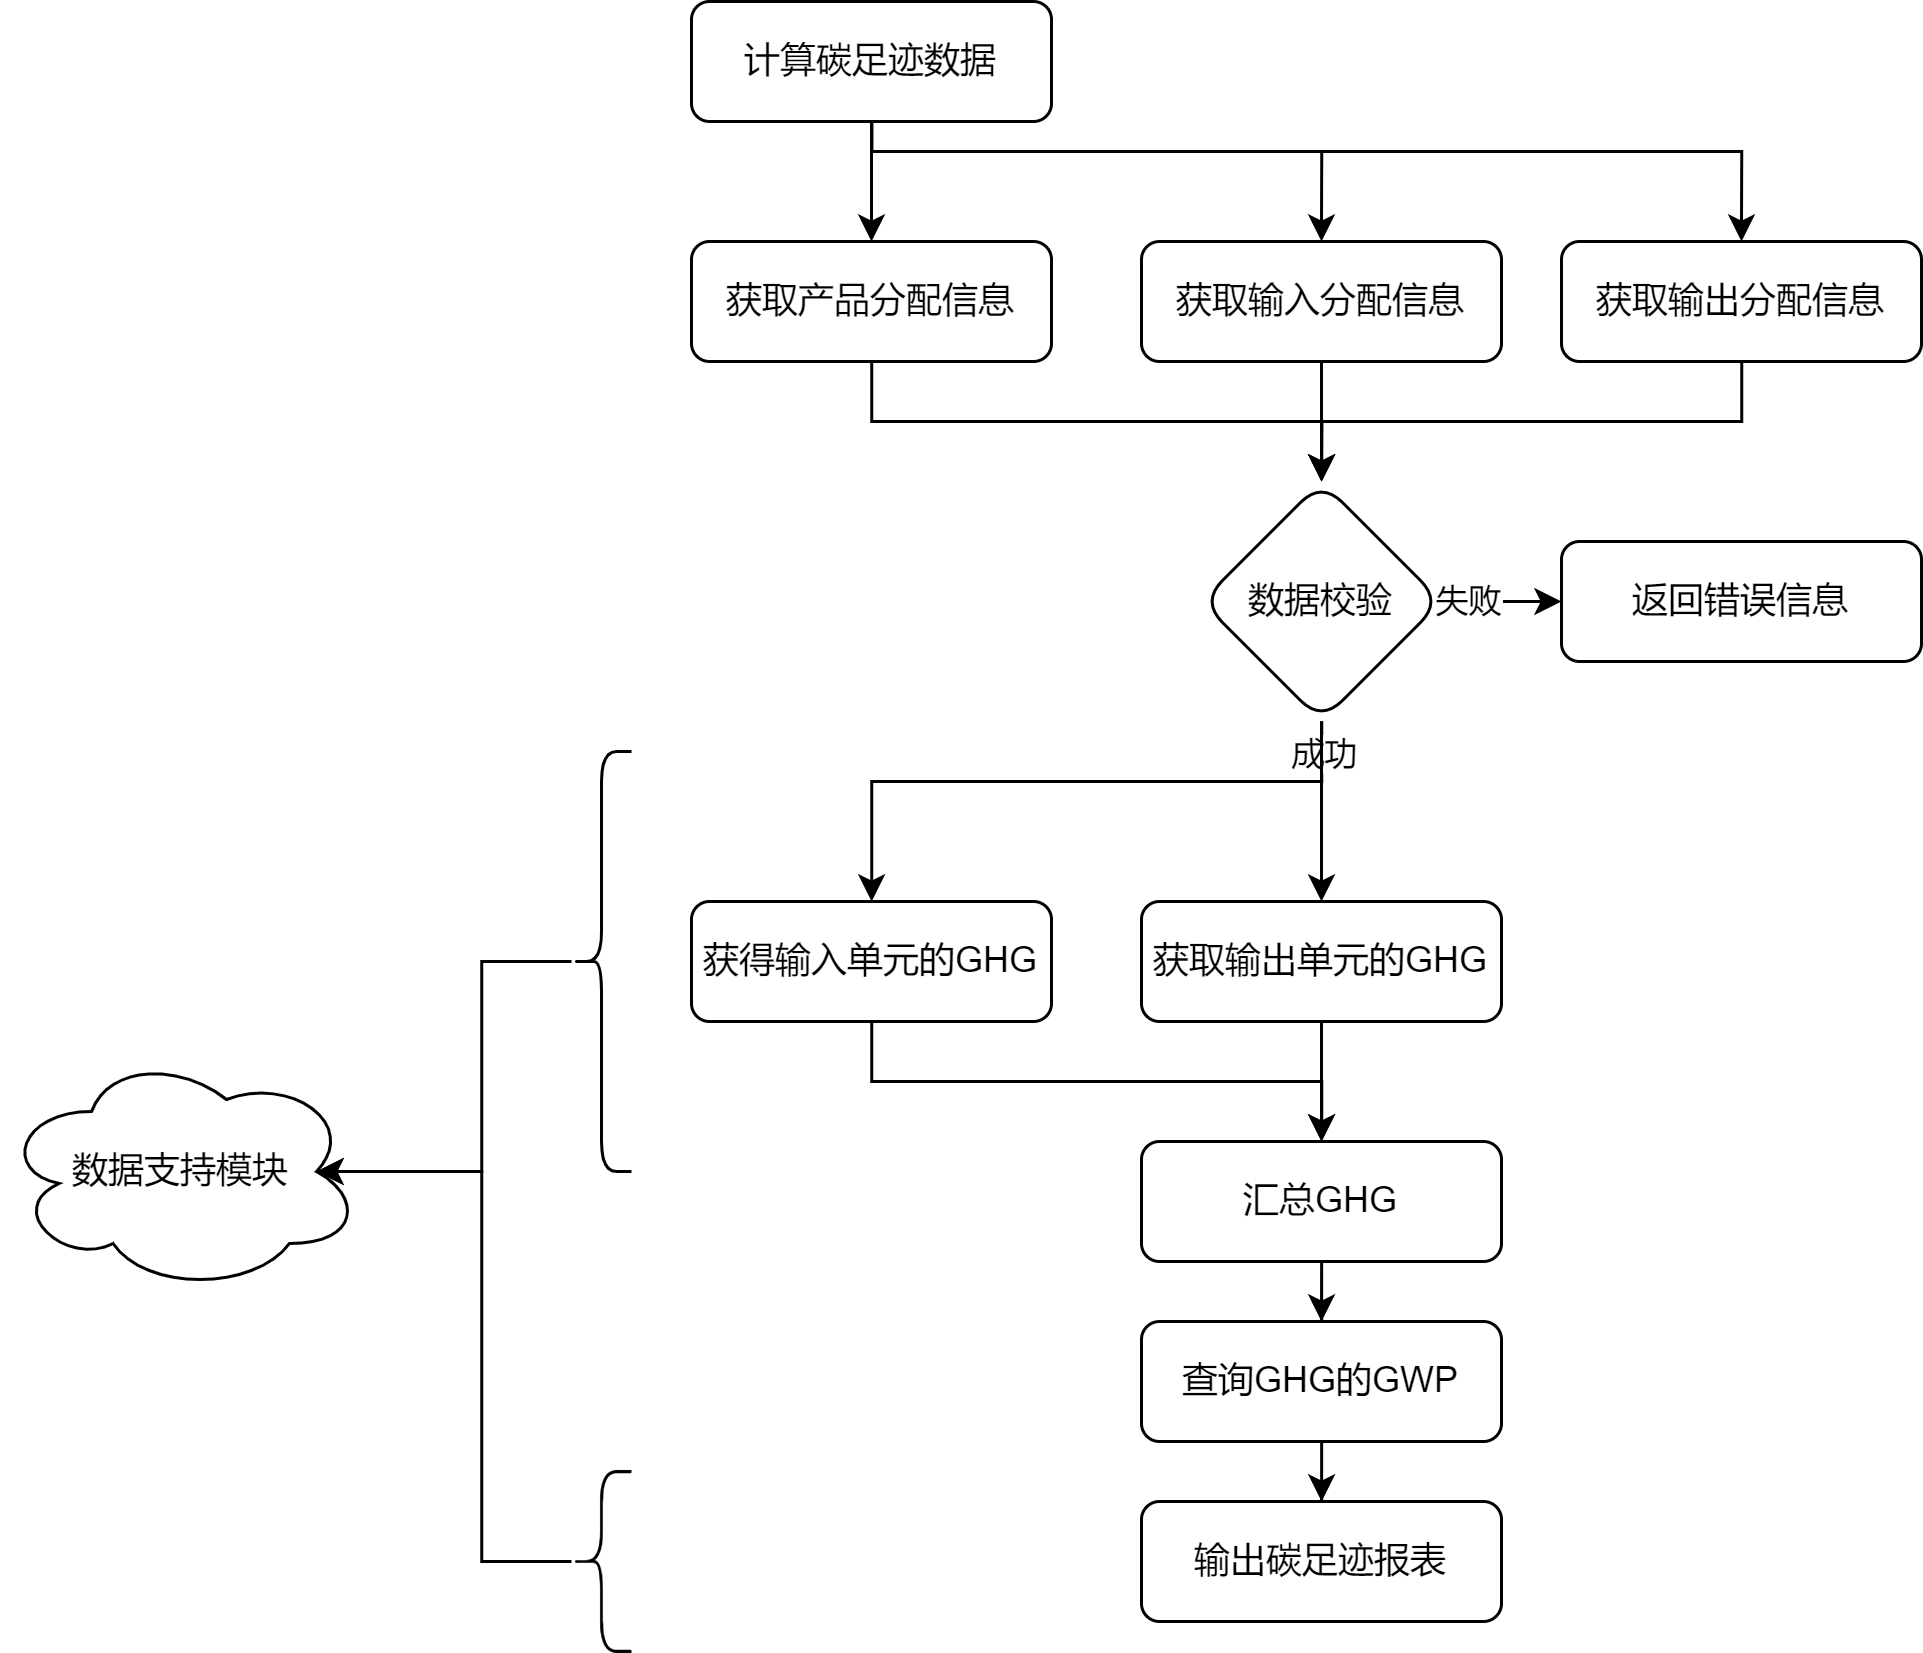 计算碳足迹数据
获取产品分配信息
获取输入分配信息
获取输出分配信息
数据校验
失败
返回错误信息
成功
获得输入单元的GHG
获取输出单元的GHG
数据支持模块
汇总GHG
查询GHG的GWP
输出碳足迹报表